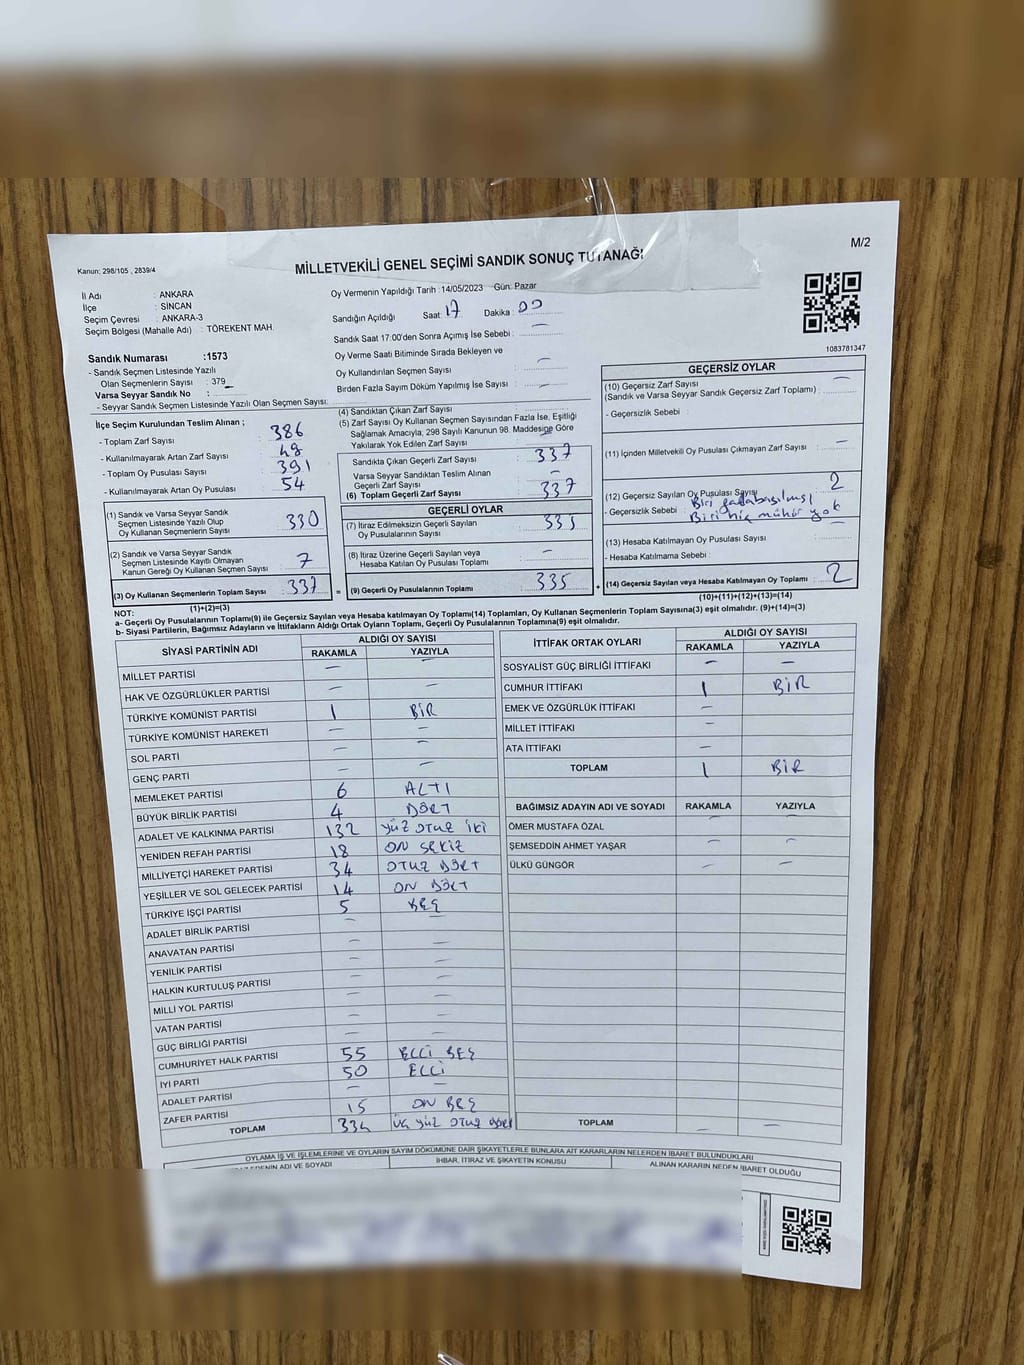 M/2
Kanun: 298/105 , 2839/4
MİLLETVEKİLİ GENEL SEÇİMİ SANDIK SONUÇ TUTANAĞI
İl Adı : ANKARA
İlçe : SİNCAN
Seçim Çevresi : ANKARA-3
Seçim Bölgesi (Mahalle Adı) : TÖREKENT MAH.
Sandık Numarası :1573
- Sandık Seçmen Listesinde Yazılı
Olan Seçmenlerin Sayısı : 379
Varsa Seyyar Sandık No :
- Seyyar Sandık Seçmen Listesinde Yazılı Olan Seçmen Sayısı:
Oy Vermenin Yapıldığı Tarih :14/05/2023 Gün: Pazar
Sandığın Açıldığı Saat : 17 Dakika : 00
Sandık Saat 17:00'den Sonra Açımış İse Sebebi : —
Oy Verme Saati Bitiminde Sırada Bekleyen ve
Oy Kullandırılan Seçmen Sayısı : —
Birden Fazla Sayım Döküm Yapılmış İse Sayısı : —
1083781347
İlçe Seçim Kurulundan Teslim Alınan ;
- Toplam Zarf Sayısı : 386
- Kullanılmayarak Artan Zarf Sayısı : 49
- Toplam Oy Pusulası Sayısı : 391
- Kullanılmayarak Artan Oy Pusulası : 54
(1) Sandık ve Varsa Seyyar Sandık
Seçmen Listesinde Yazılı Olup
Oy Kullanan Seçmenlerin Sayısı : 330
(2) Sandık ve Varsa Seyyar Sandık
Seçmen Listesinde Kayıtlı Olmayan
Kanun Gereği Oy Kullanan Seçmen Sayısı : 7
(3) Oy Kullanan Seçmenlerin Toplam Sayısı : 337
(1)+(2)=(3)
(4) Sandıktan Çıkan Zarf Sayısı :
(5) Zarf Sayısı Oy Kullanan Seçmen Sayısından Fazla İse, Eşitliği
Sağlamak Amacıyla, 298 Sayılı Kanunun 98. Maddesine Göre
Yakılarak Yok Edilen Zarf Sayısı : —
Sandıkta Çıkan Geçerli Zarf Sayısı : 337
Varsa Seyyar Sandıktan Teslim Alınan
Geçerli Zarf Sayısı : —
(6) Toplam Geçerli Zarf Sayısı : 337
GEÇERLİ OYLAR
(7) İtiraz Edilmeksizin Geçerli Sayılan
Oy Pusulalarının Sayısı : 335
(8) İtiraz Üzerine Geçerli Sayılan veya
Hesaba Katılan Oy Pusulası Toplamı : —
(9) Geçerli Oy Pusulalarının Toplamı : 335
GEÇERSİZ OYLAR
(10) Geçersiz Zarf Sayısı
(Sandık ve Varsa Seyyar Sandık Geçersiz Zarf Toplamı) : —
- Geçersizlik Sebebi :
(11) İçinden Milletvekili Oy Pusulası Çıkmayan Zarf Sayısı : —
(12) Geçersiz Sayılan Oy Pusulası Sayısı 2
- Geçersizlik Sebebi : Biri fazla basılmış
Biri hiç mühür yok
(13) Hesaba Katılmayan Oy Pusulası Sayısı : —
- Hesaba Katılmama Sebebi :
(14) Geçersiz Sayılan veya Hesaba Katılmayan Oy Toplamı : 2
(10)+(11)+(12)+(13)=(14)
NOT:
a- Geçerli Oy Pusulalarının Toplamı(9) ile Geçersiz Sayılan veya Hesaba katılmayan Oy Toplamı(14) Toplamları, Oy Kullanan Seçmenlerin Toplam Sayısına(3) eşit olmalıdır. (9)+(14)=(3)
b- Siyasi Partilerin, Bağımsız Adayların ve İttifakların Aldığı Ortak Oyların Toplamı, Geçerli Oy Pusulalarının Toplamına(9) eşit olmalıdır.
SİYASİ PARTİNİN ADI ALDIĞI OY SAYISI
RAKAMLA YAZIYLA
MİLLET PARTİSİ — —
HAK VE ÖZGÜRLÜKLER PARTİSİ — —
TÜRKİYE KOMÜNİST PARTİSİ 1 BİR
TÜRKİYE KOMÜNİST HAREKETİ — —
SOL PARTİ — —
GENÇ PARTİ — —
MEMLEKET PARTİSİ 6 ALTI
BÜYÜK BİRLİK PARTİSİ 4 DÖRT
ADALET VE KALKINMA PARTİSİ 132 YÜZ OTUZ İKİ
YENİDEN REFAH PARTİSİ 18 ON SEKİZ
MİLLİYETÇİ HAREKET PARTİSİ 34 OTUZ DÖRT
YEŞİLLER VE SOL GELECEK PARTİSİ 14 ON DÖRT
TÜRKİYE İŞÇİ PARTİSİ 5 BEŞ
ADALET BİRLİK PARTİSİ — —
ANAVATAN PARTİSİ — —
YENİLİK PARTİSİ — —
HALKIN KURTULUŞ PARTİSİ — —
MİLLİ YOL PARTİSİ — —
VATAN PARTİSİ — —
GÜÇ BİRLİĞİ PARTİSİ — —
CUMHURİYET HALK PARTİSİ 55 ELLİ BEŞ
İYİ PARTİ 50 ELLİ
ADALET PARTİSİ — —
ZAFER PARTİSİ 15 ON BEŞ
TOPLAM 334 ÜÇ YÜZ OTUZ DÖRT
İTTİFAK ORTAK OYLARI ALDIĞI OY SAYISI
RAKAMLA YAZIYLA
SOSYALİST GÜÇ BİRLİĞİ İTTİFAKI — —
CUMHUR İTTİFAKI 1 BİR
EMEK VE ÖZGÜRLÜK İTTİFAKI —
MİLLET İTTİFAKI —
ATA İTTİFAKI —
TOPLAM 1 BİR
BAĞIMSIZ ADAYIN ADI VE SOYADI RAKAMLA YAZIYLA
ÖMER MUSTAFA ÖZAL — —
ŞEMSEDDİN AHMET YAŞAR — —
ÜLKÜ GÜNGÖR — —
TOPLAM — —
OYLAMA İŞ VE İŞLEMLERİNE VE OYLARIN SAYIM DÖKÜMÜNE DAİR ŞİKAYETLERLE BUNLARA AİT KARARLARIN NELERDEN İBARET BULUNDUKLARI
ADI VE SOYADI İHBAR, İTİRAZ VE ŞİKAYETİN KONUSU ALINAN KARARIN NEDEN İBARET OLDUĞU